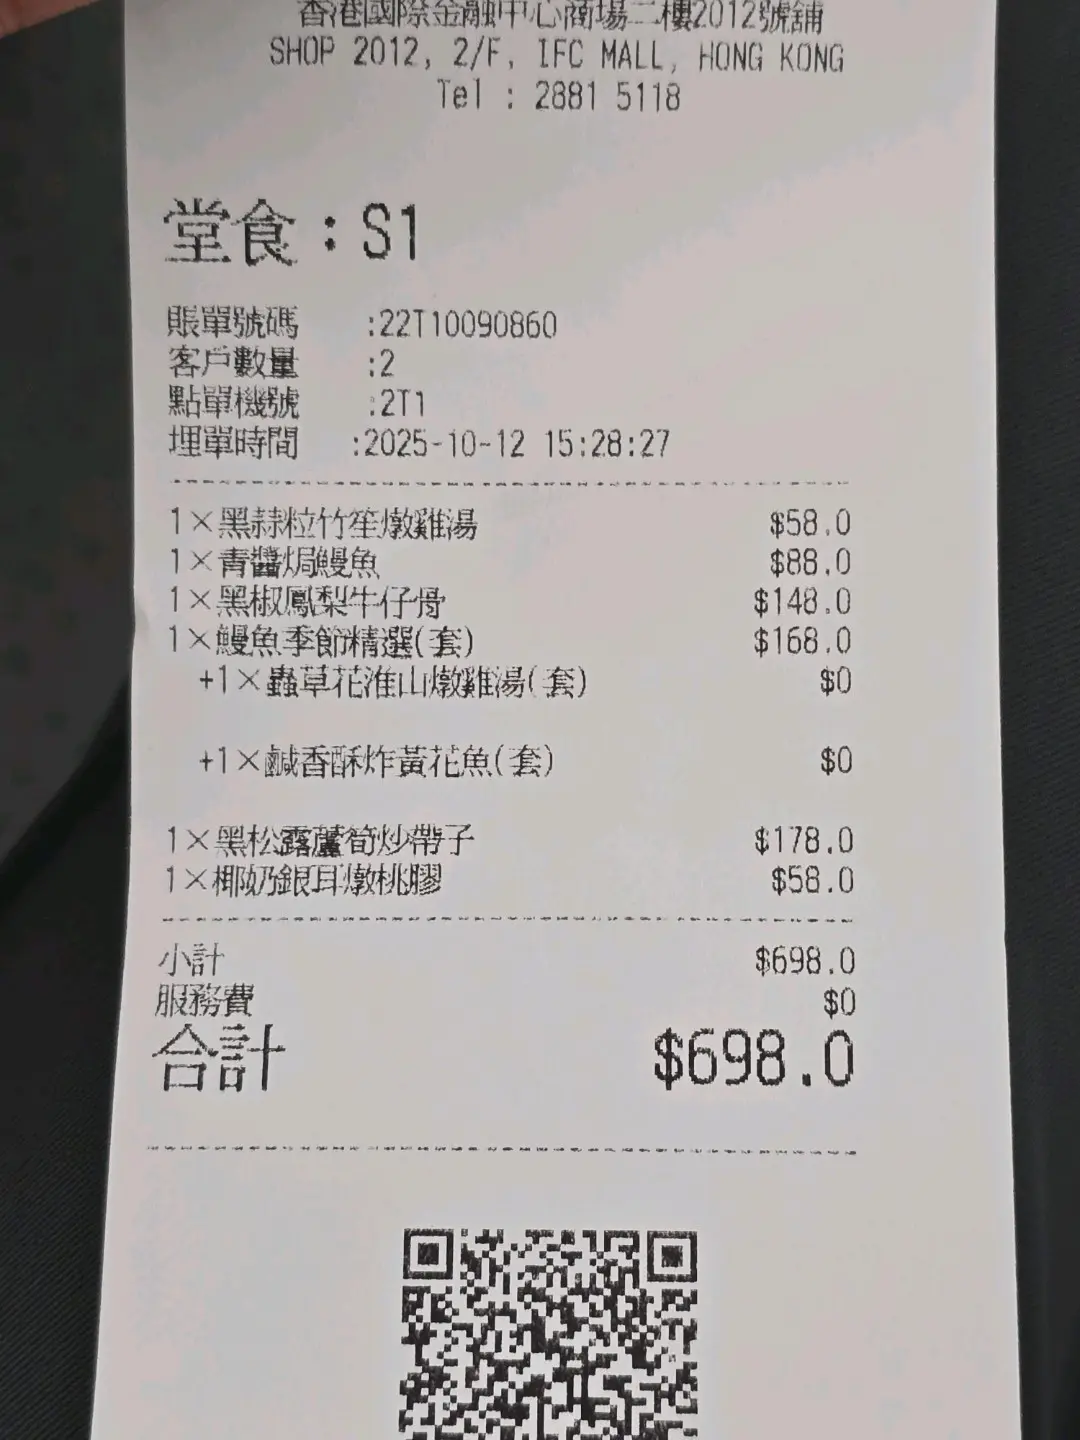 香港國際金融中心商場二樓2012號舖
SHOP 2012, 2/F, IFC MALL, HONG KONG
Tel : 2881 5118
堂食：S1
賬單號碼 :22T10090860
客戶數量 :2
點單機號 :2T1
埋單時間 :2025-10-12 15:28:27
1×黑蒜粒竹笙燉雞湯 $58.0
1×青醬焗鰻魚 $88.0
1×黑椒鳳梨牛仔骨 $148.0
1×鰻魚季節精選(套) $168.0
+1×蟲草花淮山燉雞湯(套) $0
+1×鹹香酥炸黃花魚(套) $0
1×黑松露蘆筍炒帶子 $178.0
1×椰奶銀耳燉桃膠 $58.0
小計 $698.0
服務費 $0
合計 $698.0